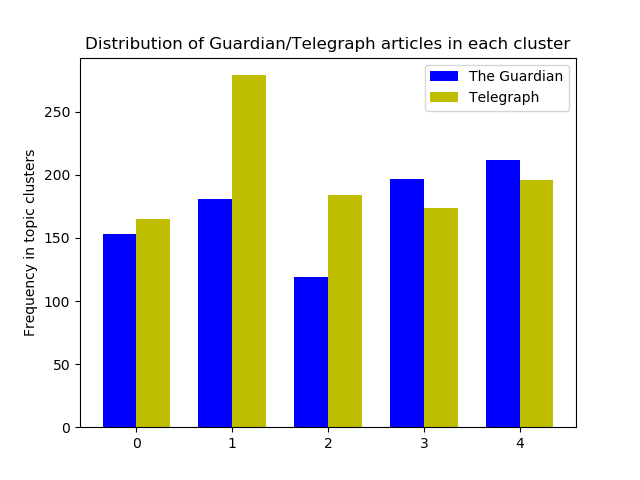 Distribution of Guardian/Telegraph articles in each cluster
The Guardian
Telegraph
Frequency in topic clusters
250
200
150
100
50
0
0 1 2 3 4